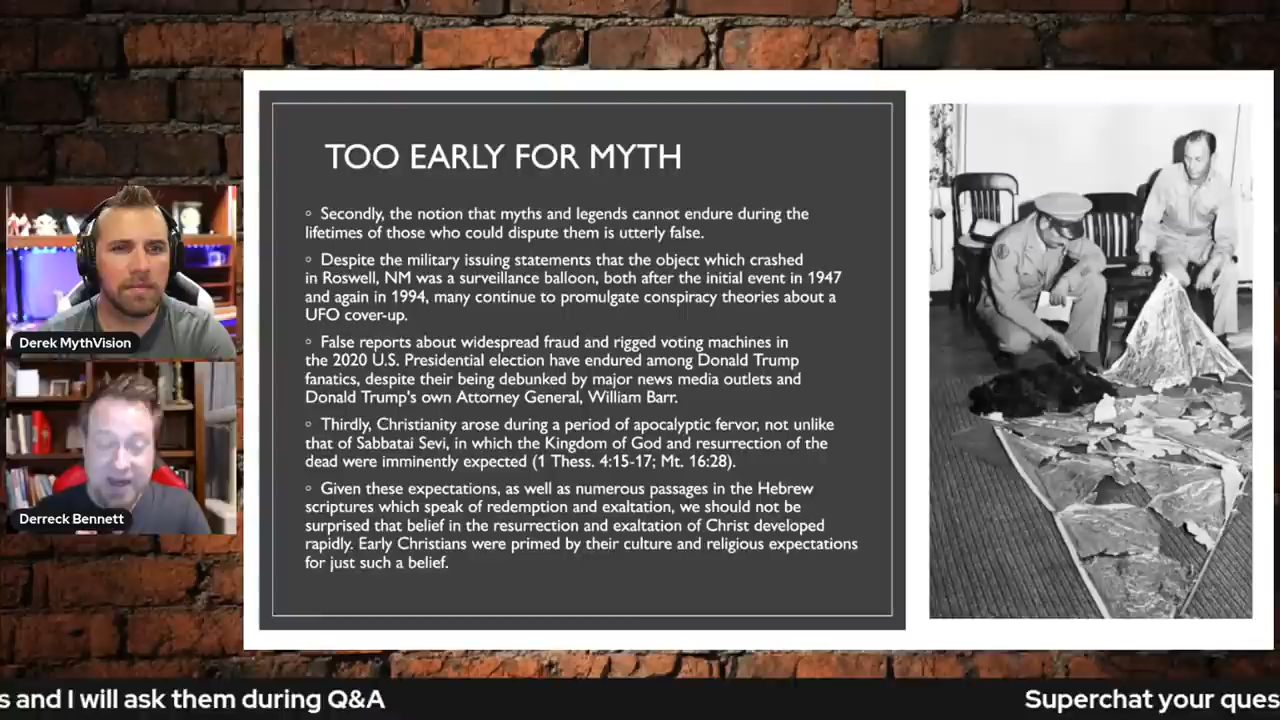 TOO EARLY FOR MYTH
◦ Secondly, the notion that myths and legends cannot endure during the
lifetimes of those who could dispute them is utterly false.
◦ Despite the military issuing statements that the object which crashed
in Roswell, NM was a surveillance balloon, both after the initial event in 1947
and again in 1994, many continue to promulgate conspiracy theories about a
UFO cover-up.
◦ False reports about widespread fraud and rigged voting machines in
the 2020 U.S. Presidential election have endured among Donald Trump
fanatics, despite their being debunked by major news media outlets and
Donald Trump's own Attorney General, William Barr.
◦ Thirdly, Christianity arose during a period of apocalyptic fervor, not unlike
that of Sabbatai Sevi, in which the Kingdom of God and resurrection of the
dead were imminently expected (1 Thess. 4:15-17; Mt. 16:28).
◦ Given these expectations, as well as numerous passages in the Hebrew
scriptures which speak of redemption and exaltation, we should not be
surprised that belief in the resurrection and exaltation of Christ developed
rapidly. Early Christians were primed by their culture and religious expectations
for just such a belief.
Derek MythVision
Derreck Bennett
s and I will ask them during Q&A
Superchat your ques